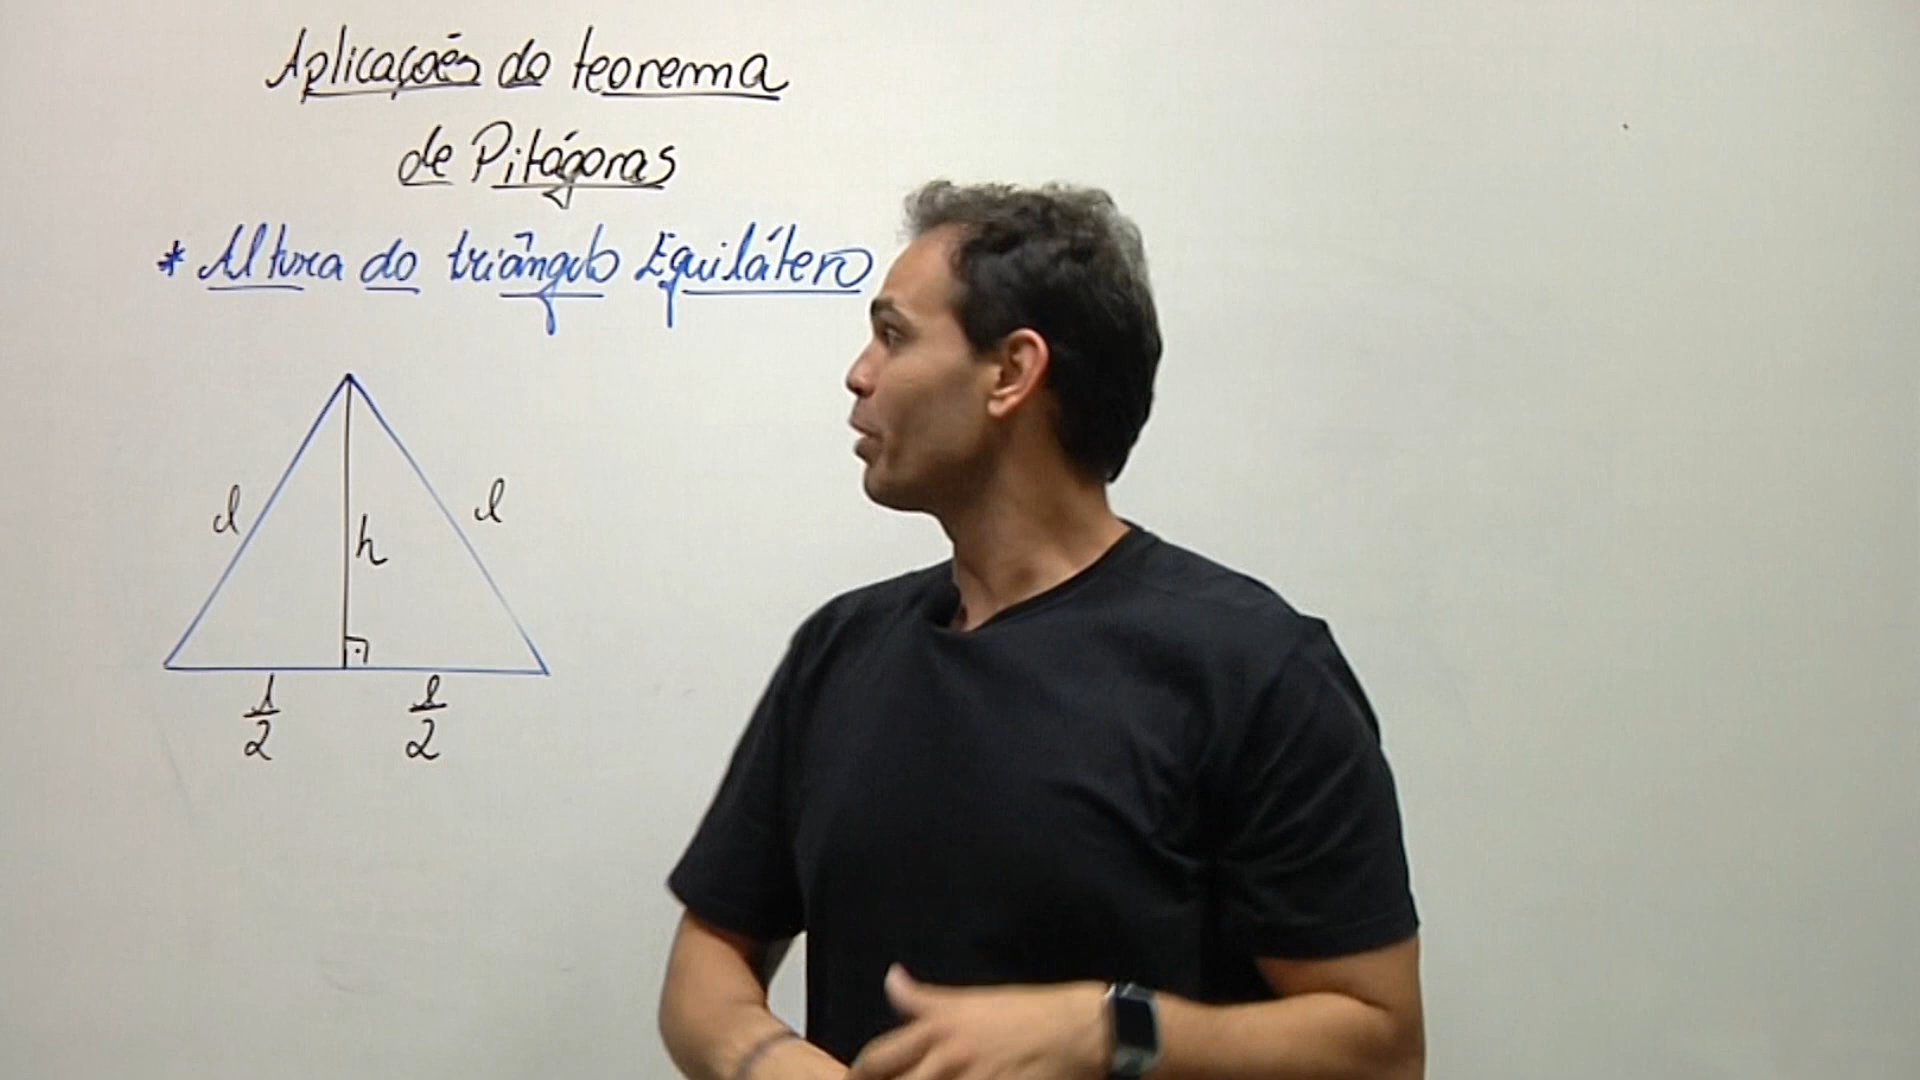 Aplicações do teorema
de Pitágoras
* Altura do triângulo Equilátero
l
l
h
l/2
l/2